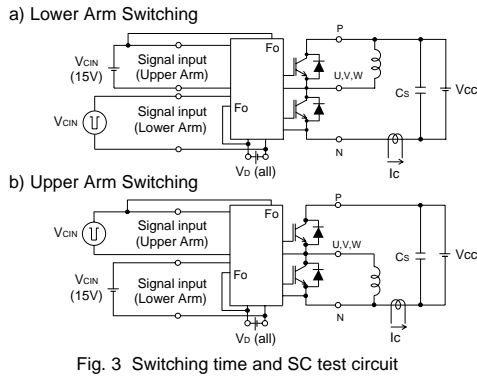 a) Lower Arm Switching
P
Fo
VCIN
(15V)
Signal input
(Upper Arm)
U,V,W
CS
VCC
VCIN
Signal input
(Lower Arm)
Fo
VD (all)
N
IC
b) Upper Arm Switching
P
Fo
VCIN
Signal input
(Upper Arm)
U,V,W
CS
VCC
VCIN
(15V)
Signal input
(Lower Arm)
Fo
VD (all)
N
IC
Fig. 3 Switching time and SC test circuit